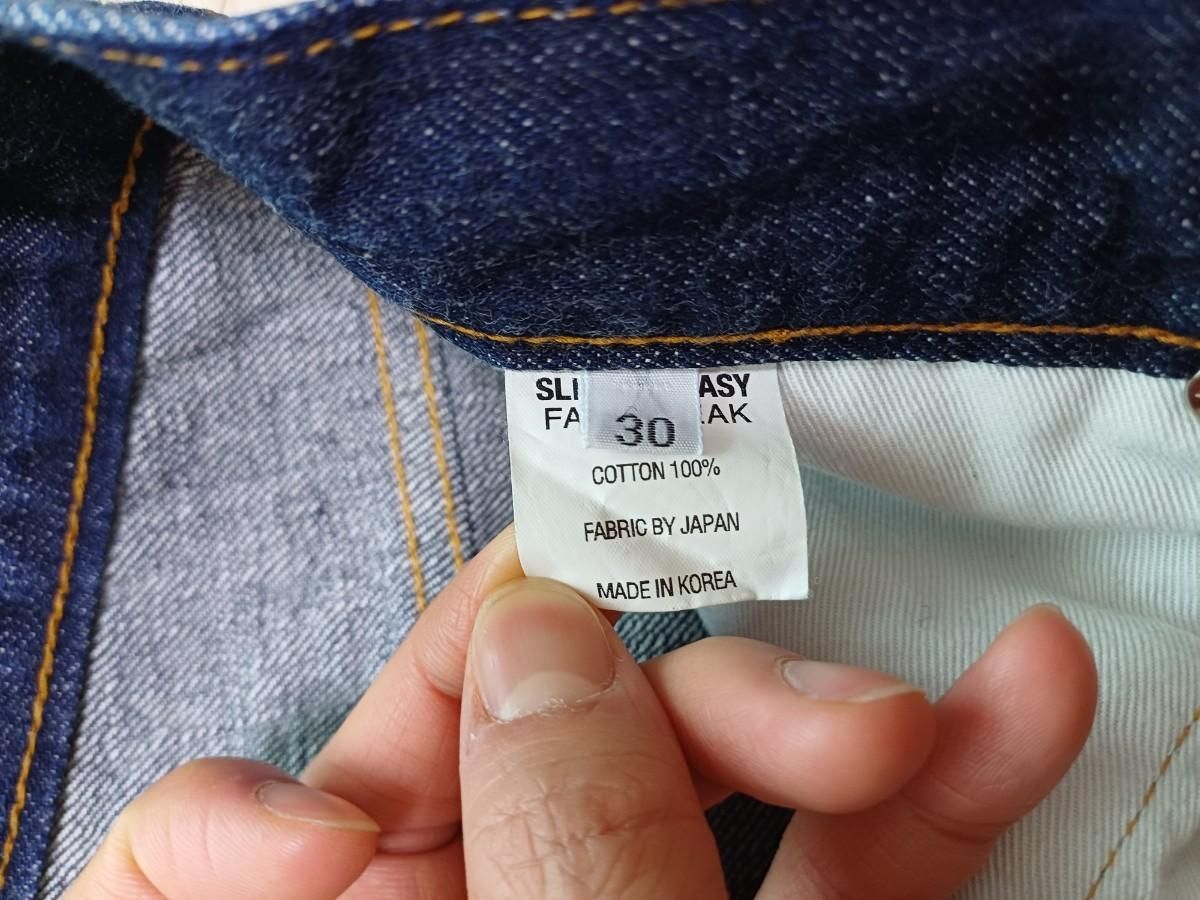 30
COTTON 100%
FABRIC BY JAPAN
MADE IN KOREA